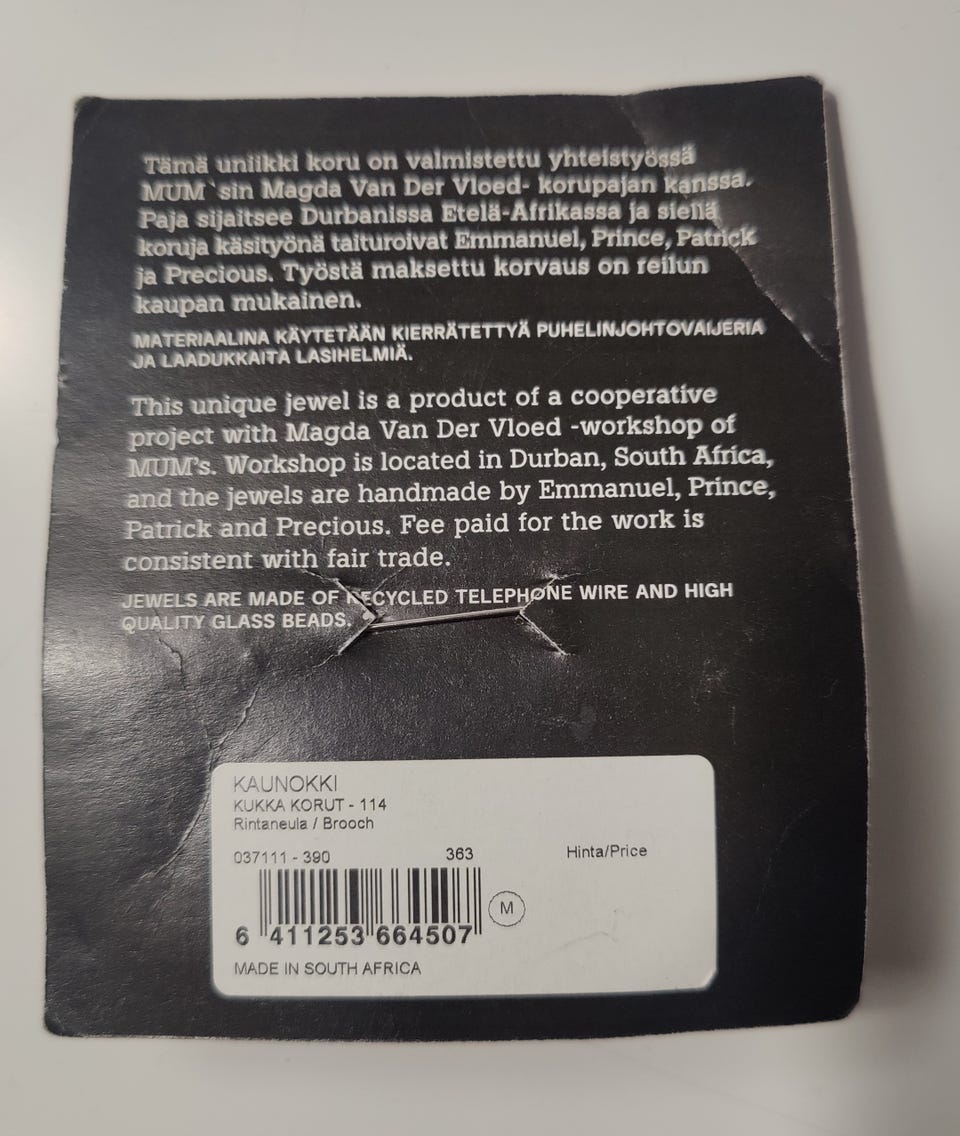 Tämä uniikki koru on valmistettu yhteistyössä
MUM`sin Magda Van Der Vloed- korupajan kanssa.
Paja sijaitsee Durbanissa Etelä-Afrikassa ja siellä
koruja käsityönä taituroivat Emmanuel, Prince, Patrick
ja Precious. Työstä maksettu korvaus on reilun
kaupan mukainen.
MATERIAALINA KÄYTETÄÄN KIERRÄTETTYÄ PUHELINJOHTOVAIJERIA
JA LAADUKKAITA LASIHELMIÄ.
This unique jewel is a product of a cooperative
project with Magda Van Der Vloed -workshop of
MUM's. Workshop is located in Durban, South Africa,
and the jewels are handmade by Emmanuel, Prince,
Patrick and Precious. Fee paid for the work is
consistent with fair trade.
JEWELS ARE MADE OF RECYCLED TELEPHONE WIRE AND HIGH
QUALITY GLASS BEADS.
KAUNOKKI
KUKKA KORUT - 114
Rintaneula / Brooch
037111 - 390 363 Hinta/Price
M
6 411253 664507
MADE IN SOUTH AFRICA